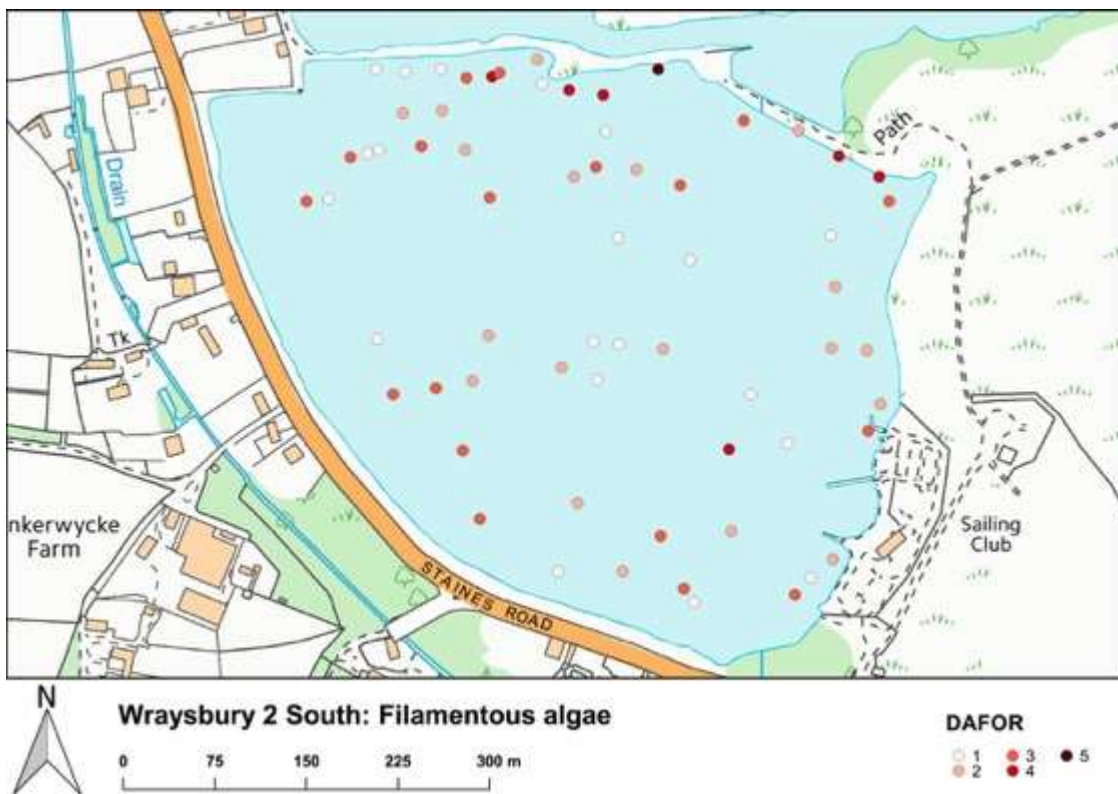 Drain
Path
Tk
nkerwycke
Farm
Sailing
Club
STAINES ROAD
N
Wraysbury 2 South: Filamentous algae
0 75 150 225 300 m
DAFOR
1 3 5
2 4